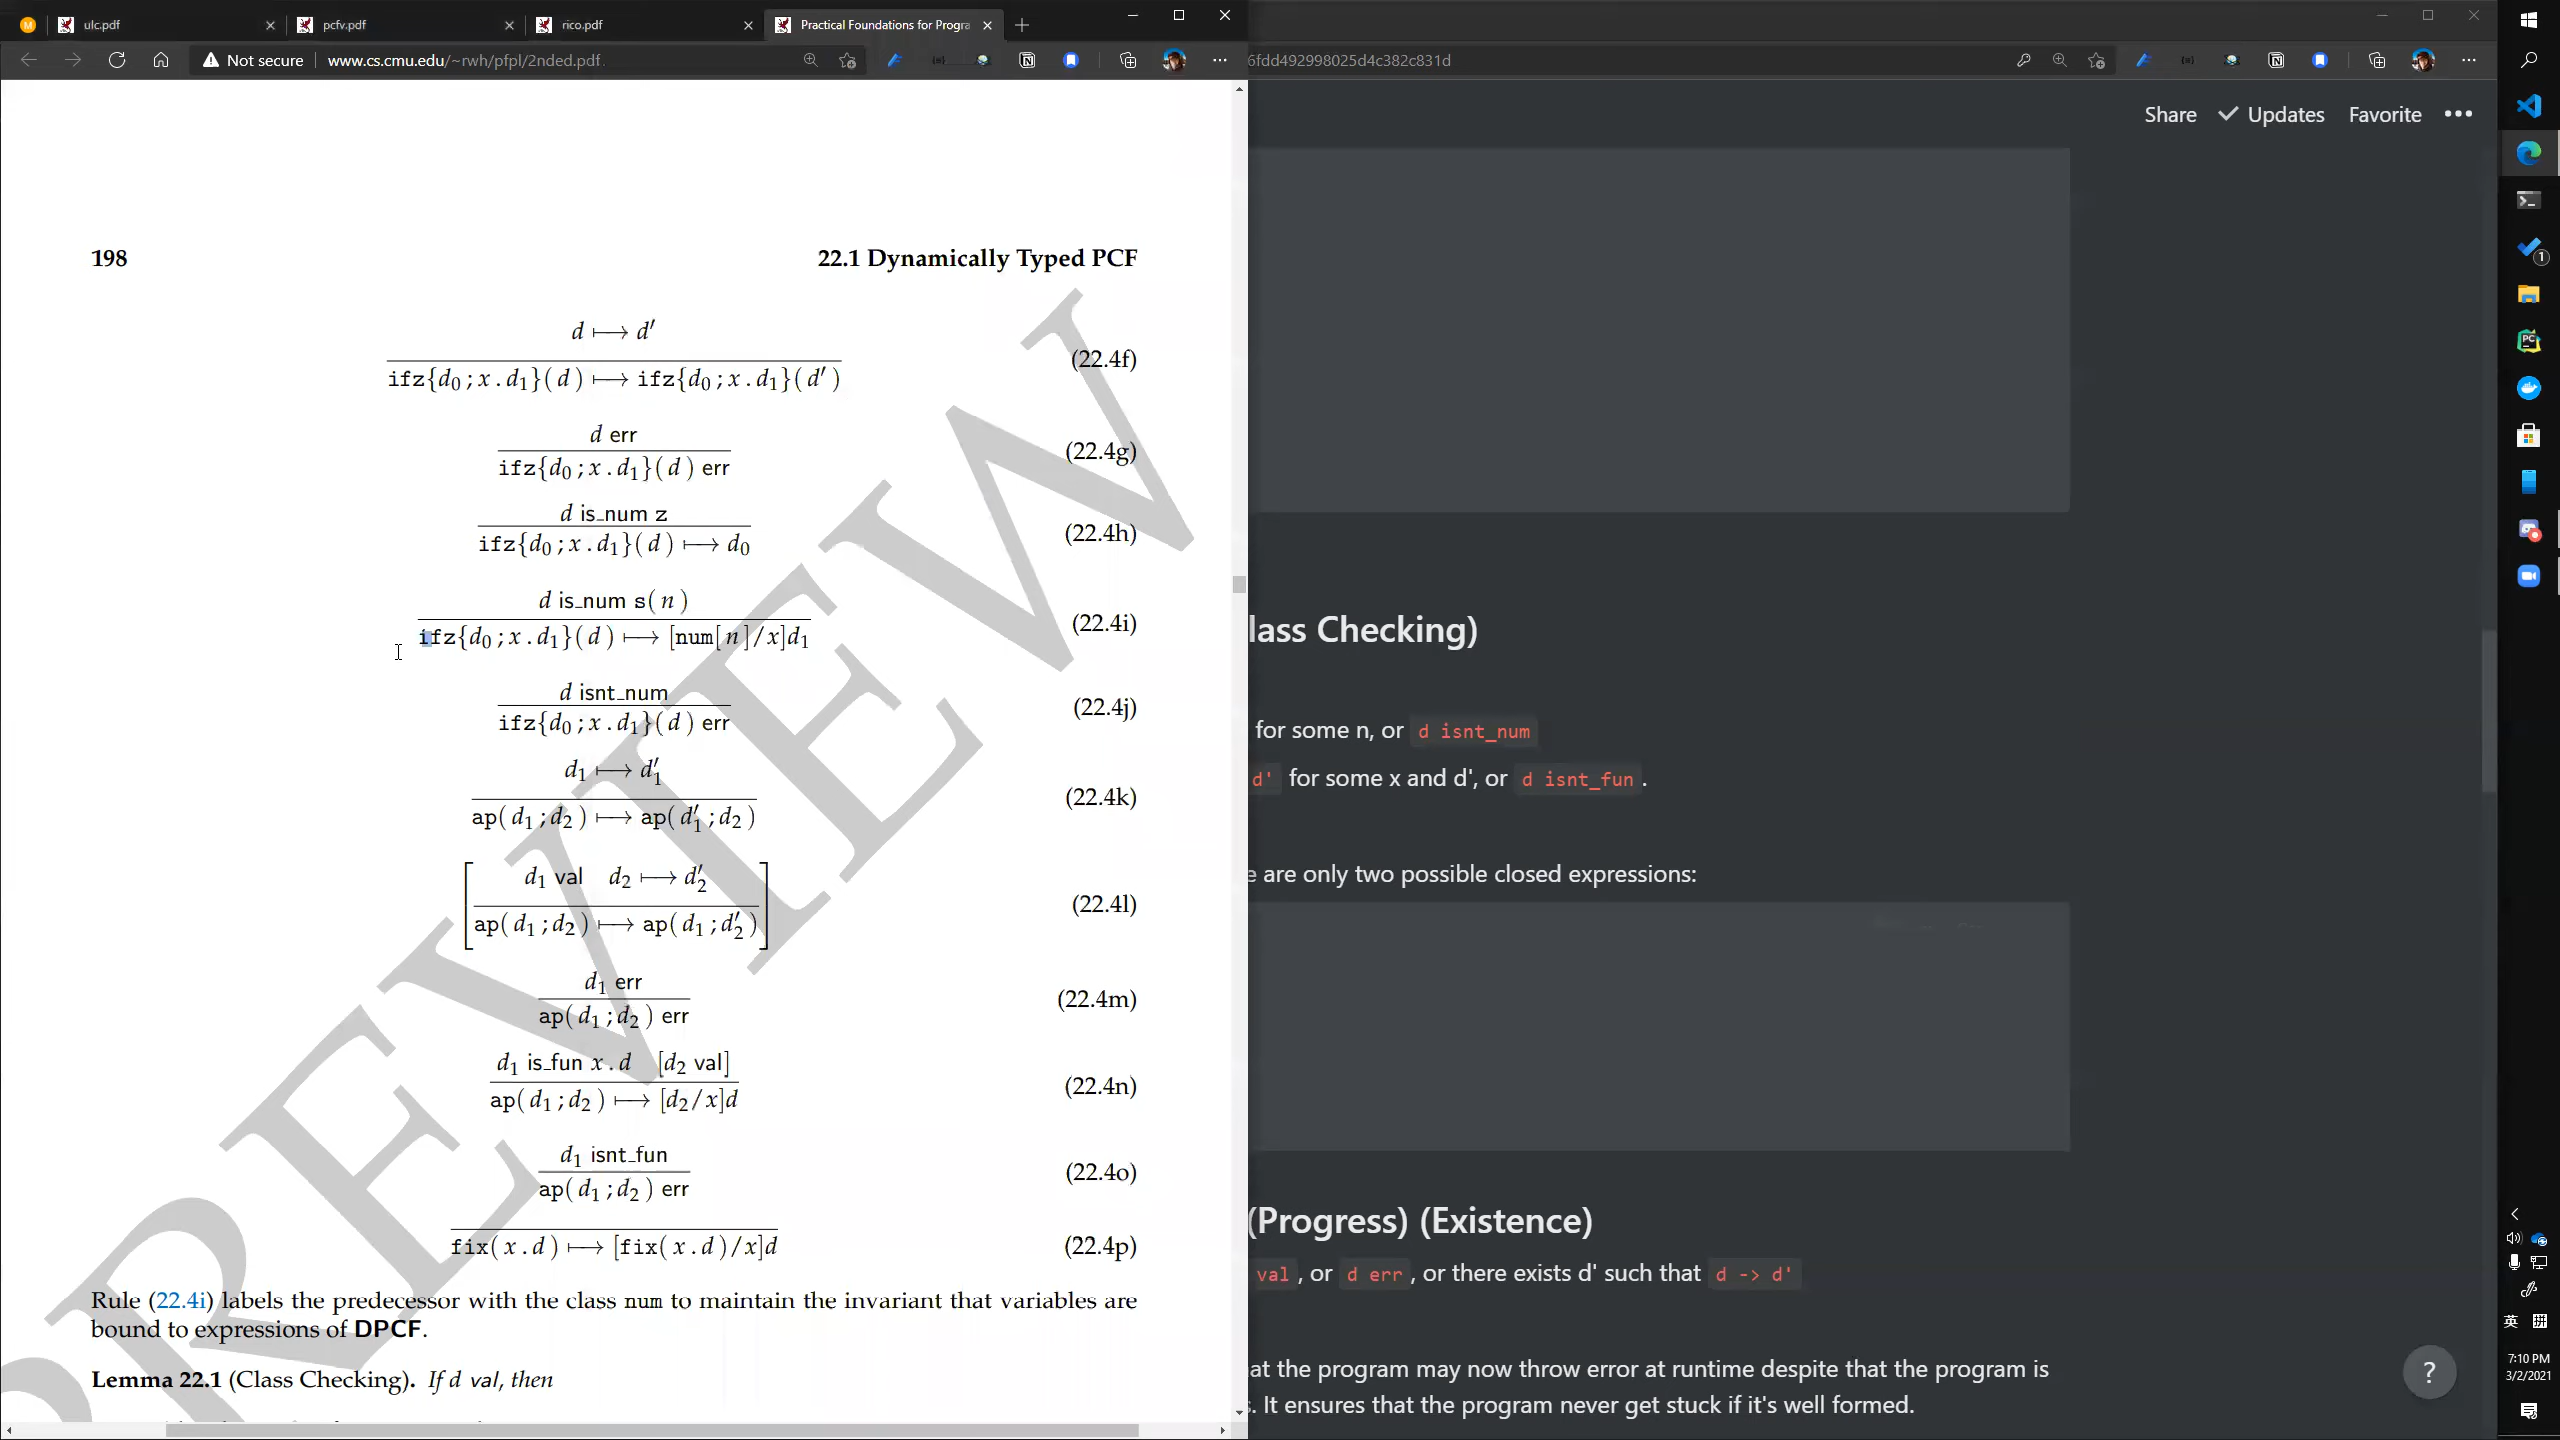 ulc.pdf
pcfv.pdf
rico.pdf
Practical Foundations for Progra
Not secure
www.cs.cmu.edu/~rwh/pfpl/2nded.pdf
6fdd492998025d4c382c831d
Share
Updates
Favorite
198
22.1 Dynamically Typed PCF
d ⟼ d′
ifz{d₀;x.d₁}(d) ⟼ ifz{d₀;x.d₁}(d′)
(22.4f)
d err
ifz{d₀;x.d₁}(d) err
(22.4g)
d is_num z
ifz{d₀;x.d₁}(d) ⟼ d₀
(22.4h)
d is_num s(n)
ifz{d₀;x.d₁}(d) ⟼ [num[n]/x]d₁
(22.4i)
d isnt_num
ifz{d₀;x.d₁}(d) err
(22.4j)
d₁ ⟼ d₁′
ap(d₁;d₂) ⟼ ap(d₁′;d₂)
(22.4k)
d₁ val d₂ ⟼ d₂′
ap(d₁;d₂) ⟼ ap(d₁;d₂′)
(22.4l)
d₁ err
ap(d₁;d₂) err
(22.4m)
d₁ is_fun x.d [d₂ val]
ap(d₁;d₂) ⟼ [d₂/x]d
(22.4n)
d₁ isnt_fun
ap(d₁;d₂) err
(22.4o)
fix(x.d) ⟼ [fix(x.d)/x]d
(22.4p)
Rule (22.4i) labels the predecessor with the class num to maintain the invariant that variables are
bound to expressions of DPCF.
Lemma 22.1 (Class Checking). If d val, then
PREVIEW
lass Checking)
for some n, or d isnt_num
d' for some x and d', or d isnt_fun .
e are only two possible closed expressions:
(Progress) (Existence)
val , or d err , or there exists d' such that d -> d'
at the program may now throw error at runtime despite that the program is
s. It ensures that the program never get stuck if it's well formed.
?
1
英
拼
7:10 PM
3/2/2021